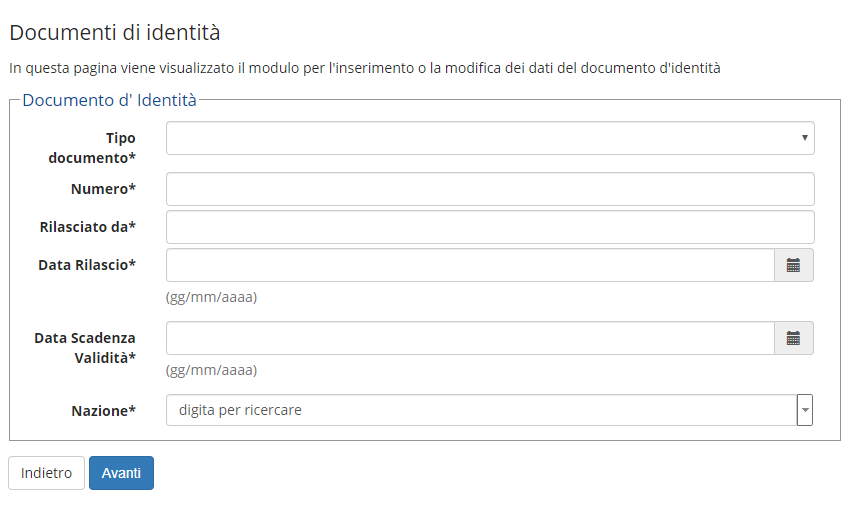 Documenti di identità
In questa pagina viene visualizzato il modulo per l'inserimento o la modifica dei dati del documento d'identità
Documento d' Identità
Tipo
documento*
Numero*
Rilasciato da*
Data Rilascio*
(gg/mm/aaaa)
Data Scadenza
Validità*
(gg/mm/aaaa)
Nazione*
digita per ricercare
Indietro
Avanti